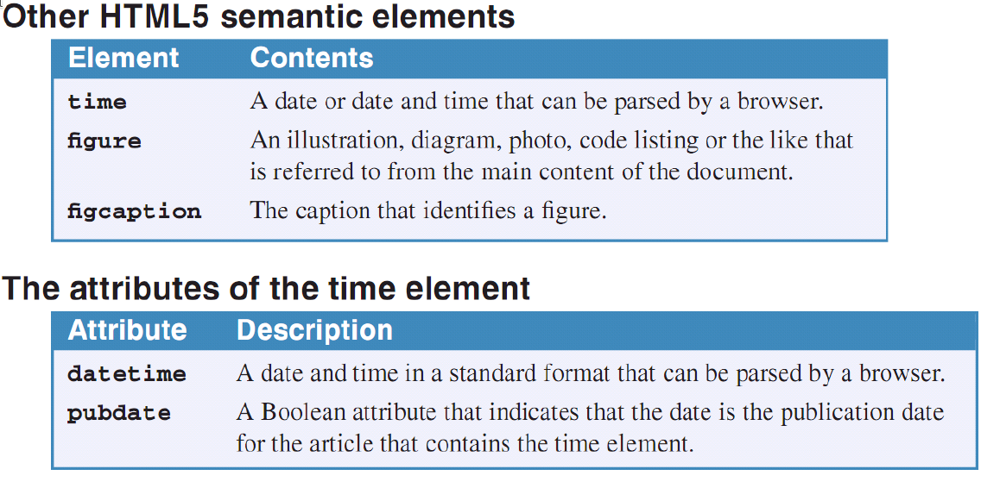 Other HTML5 semantic elements
Element Contents
time A date or date and time that can be parsed by a browser.
figure An illustration, diagram, photo, code listing or the like that
is referred to from the main content of the document.
figcaption The caption that identifies a figure.
The attributes of the time element
Attribute Description
datetime A date and time in a standard format that can be parsed by a browser.
pubdate A Boolean attribute that indicates that the date is the publication date
for the article that contains the time element.